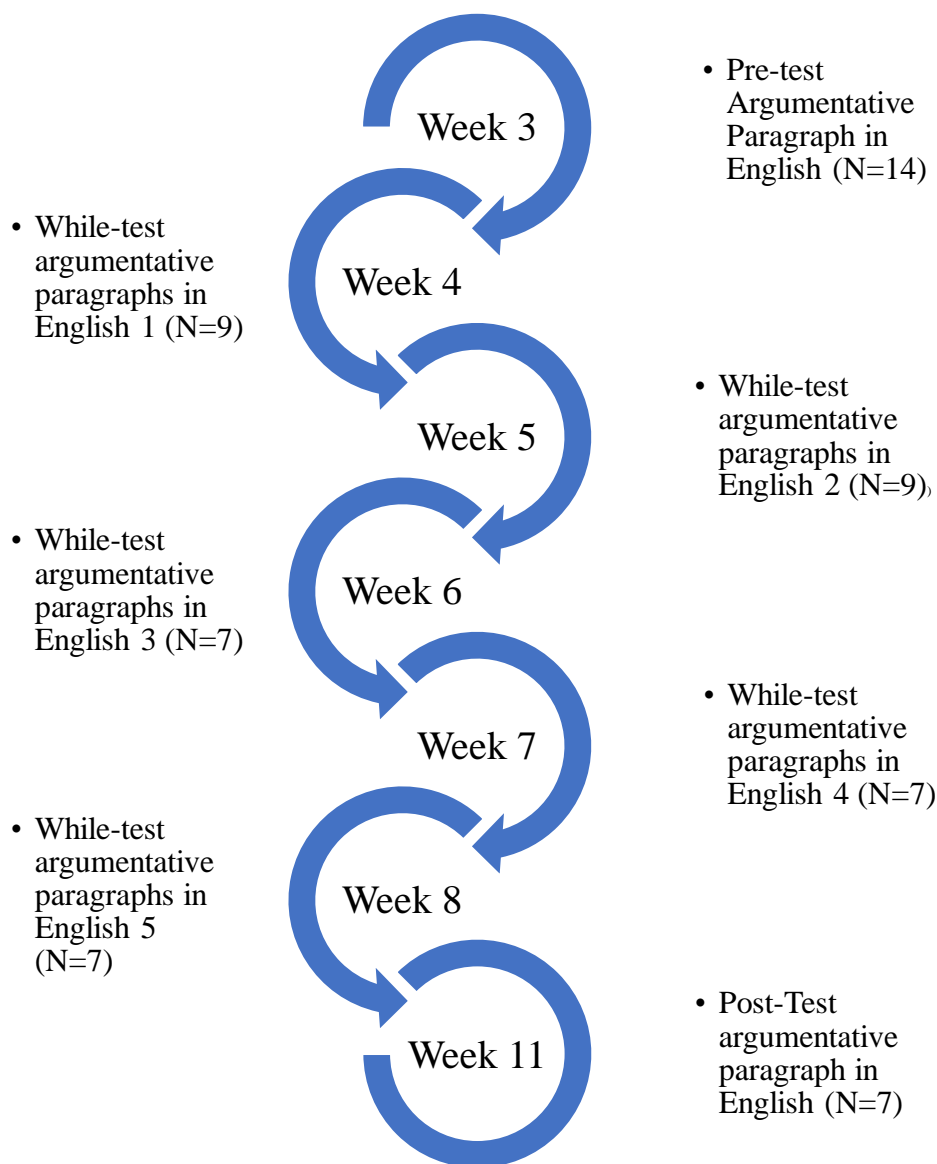 Week 3
• Pre-test
Argumentative
Paragraph in
English (N=14)
• While-test
argumentative
paragraphs in
English 1 (N=9)
Week 4
Week 5
• While-test
argumentative
paragraphs in
English 2 (N=9))
• While-test
argumentative
paragraphs in
English 3 (N=7)
Week 6
Week 7
• While-test
argumentative
paragraphs in
English 4 (N=7)
• While-test
argumentative
paragraphs in
English 5
(N=7)
Week 8
Week 11
• Post-Test
argumentative
paragraph in
English (N=7)